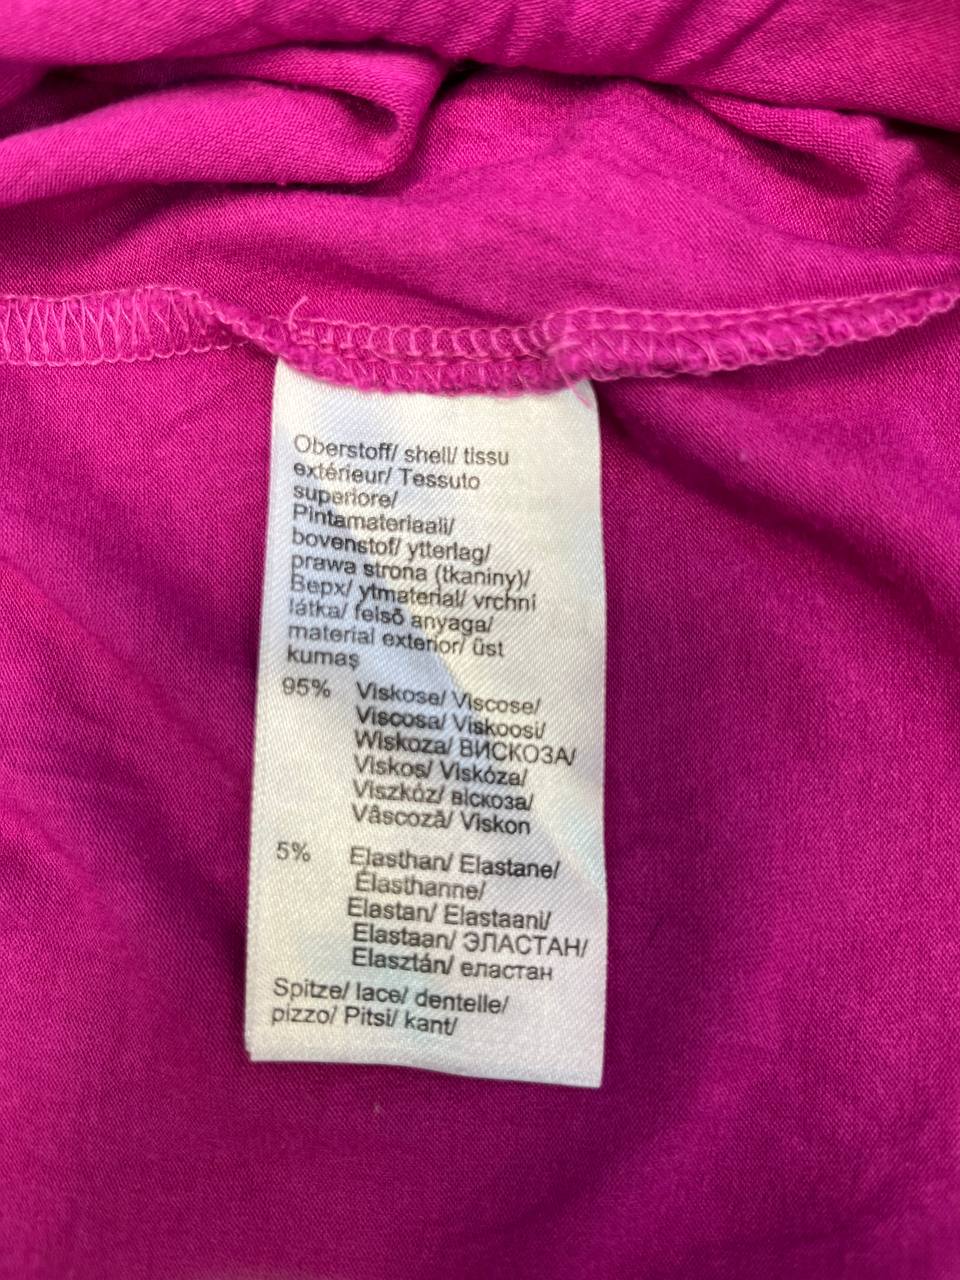 Oberstoff/ shell/ tissu
extérieur/ Tessuto
superiore/
Pintamateriaali/
bovenstof/ ytterlag/
prawa strona (tkaniny)/
Bepx/ ytmaterial/ vrchni
látka/ felső anyaga/
material exterior/ üst
kumaş
95% Viskose/ Viscose/
Viscosa/ Viskoosi/
Wiskoza/ ВИСКОЗА/
Viskos/ Viskóza/
Viszkóz/ віскоза/
Vâscoză/ Viskon
5% Elasthan/ Elastane/
Élasthanne/
Elastan/ Elastaani/
Elastaan/ ЭЛАСТАН/
Elasztán/ еластан
Spitze/ lace/ dentelle/
pizzo/ Pitsi/ kant/